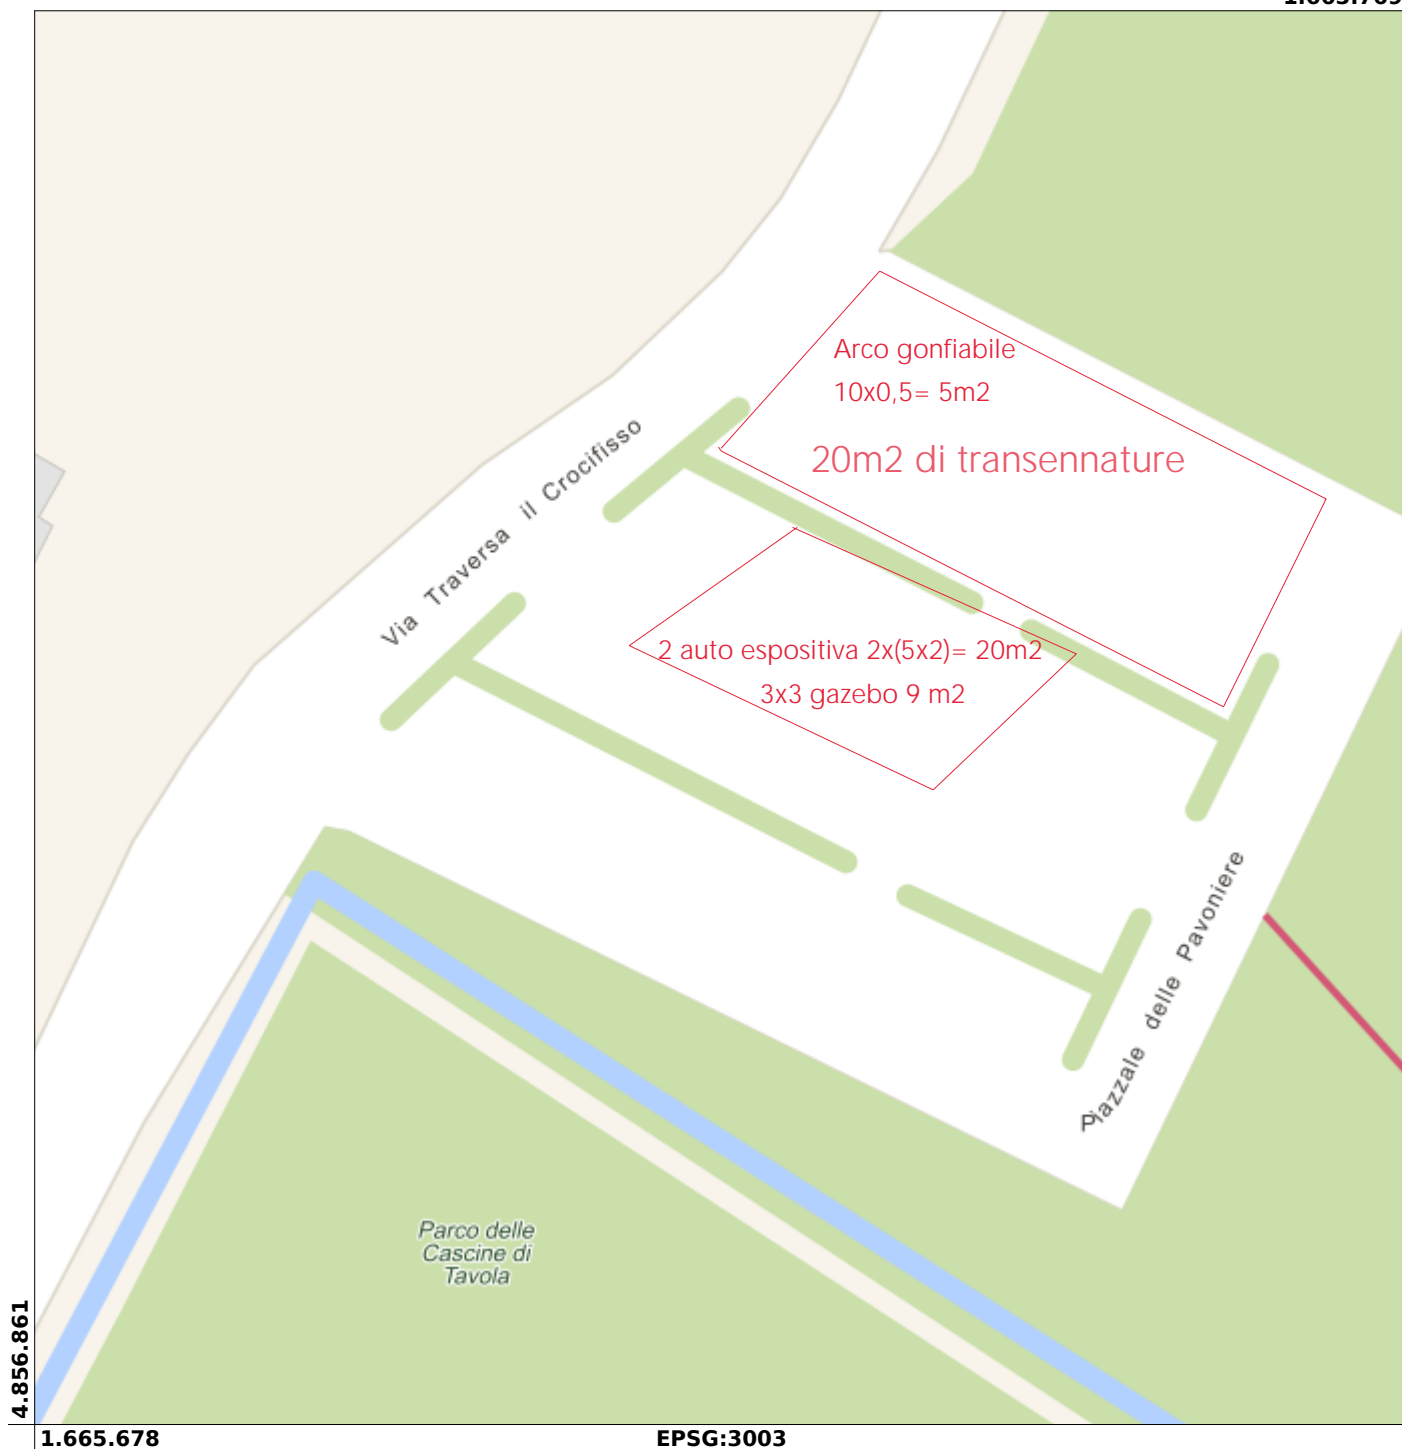 Arco gonfiabile
10x0,5= 5m2
20m2 di transennature
Via Traversa il Crocifisso
2 auto espositiva 2x(5x2)= 20m2
3x3 gazebo 9 m2
Piazzale delle Pavoniere
Parco delle
Cascine di
Tavola
4.856.861
1.665.678
EPSG:3003